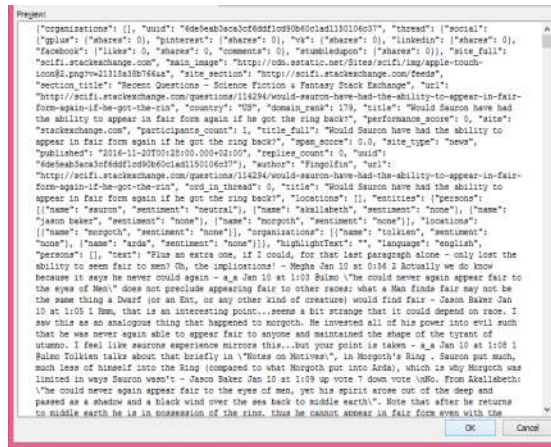 Preview:
{"organizations": [], "uuid": "6de5eab3aca3cf6ddf1cd90b60c1ad1150106c37", "thread": {"social":
{"gplus": {"shares": 0}, "pinterest": {"shares": 0}, "vk": {"shares": 0}, "linkedin": {"shares": 0},
"facebook": {"likes": 0, "shares": 0, "comments": 0}, "stumbledupon": {"shares": 0}}, "site_full":
"scifi.stackexchange.com", "main_image": "http://cdn.sstatic.net/Sites/scifi/img/apple-touch-
"site_section": "http://scifi.stackexchange.com/feeds",
"section_title": "Recent Questions - Science Fiction & Fantasy Stack Exchange", "url":
"http://scifi.stackexchange.com/questions/114294/would-sauron-have-had-the-ability-to-appear-in-fair-
form-again-if-he-got-the-rin", "country": "US", "domain_rank": 179, "title": "Would Sauron have had
the ability to appear in fair form again if he got the ring back?", "performance_score": 0, "site":
"stackexchange.com", "participants_count": 1, "title_full": "Would Sauron have had the ability to
appear in fair form again if he got the ring back?", "spam_score": 0.0, "site_type": "news",
"published": "2016-11-20T01:28:00.000+02:00", "replies_count": 0, "uuid":
"6de5eab3aca3cf6ddf1cd90b60c1ad1150106c37"}, "author": "Fingolfin", "url":
"http://scifi.stackexchange.com/questions/114294/would-sauron-have-had-the-ability-to-appear-in-fair-
form-again-if-he-got-the-rin", "ord_in_thread": 0, "title": "Would Sauron have had the ability to
appear in fair form again if he got the ring back?", "locations": [], "entities": {"persons":
[{"name": "sauron", "sentiment": "neutral"}, {"name": "akallabeth", "sentiment": "none"}, {"name":
"jason baker", "sentiment": "none"}, {"name": "morgoth", "sentiment": "none"}], "locations":
[{"name": "morgoth", "sentiment": "none"}], "organizations": [{"name": "tolkien", "sentiment":
"none"}, {"name": "arda", "sentiment": "none"}]}, "highlightText": "", "language": "english",
"persons": [], "text": "Plus an extra one, if I could, for that last paragraph alone - only lost the
ability to seem fair to men? Oh, the implications! - Meghe Jan 10 at 0:56 2 Actually we do know
because it says he never could again - a_a Jan 10 at 1:03 @ulmo \"he could never again appear fair to
the eyes of Men\" does not preclude appearing fair to other races; what a Man finds fair may not be
the same thing a Dwarf (or an Ent, or any other kind of creature) would find fair - Jason Baker Jan
10 at 1:05 1 Hmm, that is an interesting point...seems a bit strange that it could depend on race. I
saw this as an analogous thing that happened to morgoth. He invested all of his power into evil such
that he was never again able to appear fair to anyone and maintained the shape of the tyrant of
utumno. I feel like saurons experience mirrors this...but your point is taken - a_a Jan 10 at 1:08 1
@ulmo Tolkien talks about that briefly in \"Notes on Motives\", in Morgoth's Ring . Sauron put much,
much less of himself into the Ring (compared to what Morgoth put into Arda), which is why Morgoth was
limited in ways Sauron wasn't - Jason Baker Jan 10 at 1:09 up vote 7 down vote \nNo. From Akallabeth:
\"he could never again appear fair to the eyes of men, yet his spirit arose out of the deep and
passed as a shadow and a black wind over the sea back to middle earth\". Note that after he returns
to middle earth he is in possession of the ring, thus he cannot appear in fair form even with the
OK
Cancel